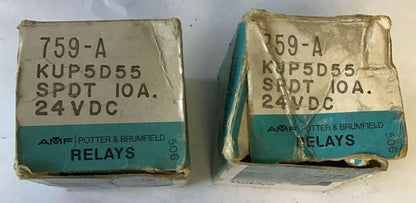 759-A
KUP5D55
SPDT 10A.
24VDC
AMF POTTER & BRUMFIELD
RELAYS
506
759-A
KUP5D55
SPDT 10A.
24VDC
AMF POTTER & BRUMFIELD
RELAYS
506